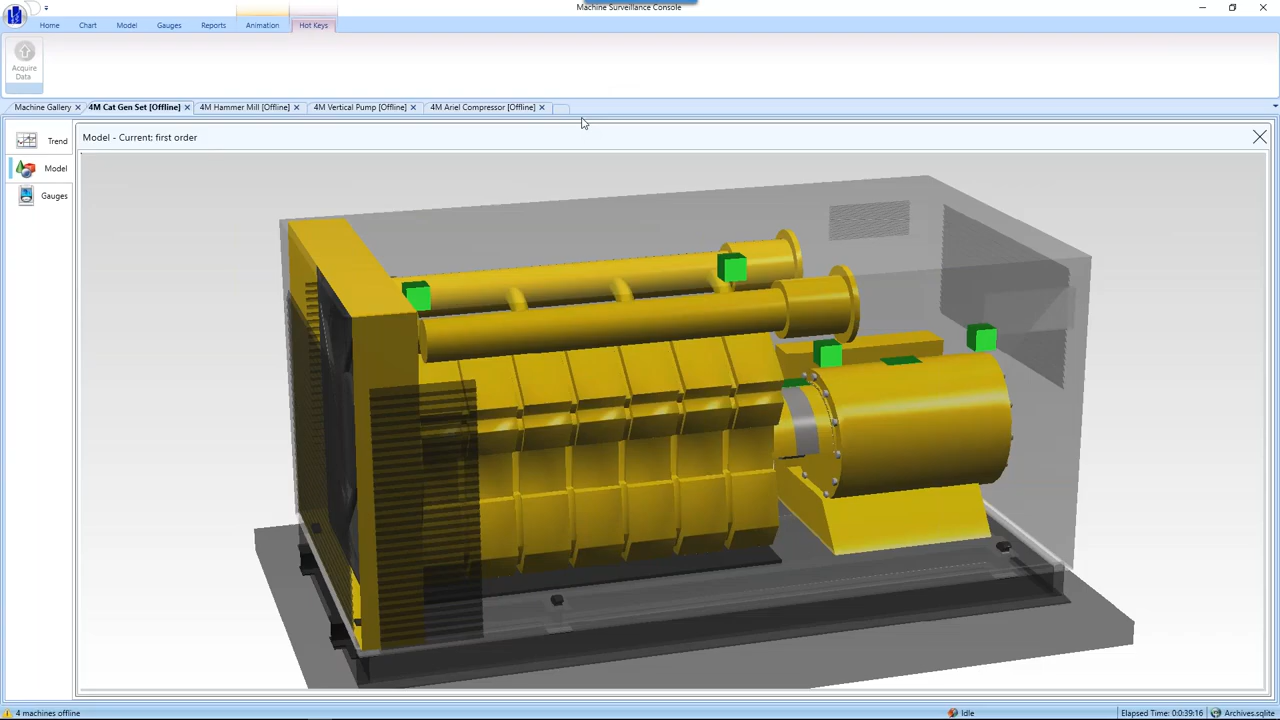 Machine Surveillance Console
Home Chart Model Gauges Reports Animation Hot Keys
Acquire
Data
Machine Gallery 4M Cat Gen Set [Offline] 4M Hammer Mill [Offline] 4M Vertical Pump [Offline] 4M Ariel Compressor [Offline]
Trend
Model
Gauges
Model - Current: first order
4 machines offline Idle Elapsed Time: 0:39:16 Archives.sqlite